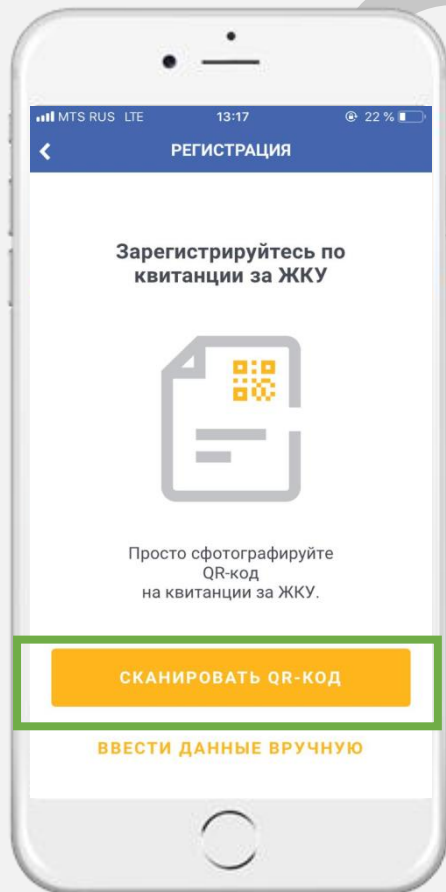 MTS RUS LTE 13:17 22 %
РЕГИСТРАЦИЯ
Зарегистрируйтесь по
квитанции за ЖКУ
Просто сфотографируйте
QR-код
на квитанции за ЖКУ.
СКАНИРОВАТЬ QR-КОД
ВВЕСТИ ДАННЫЕ ВРУЧНУЮ